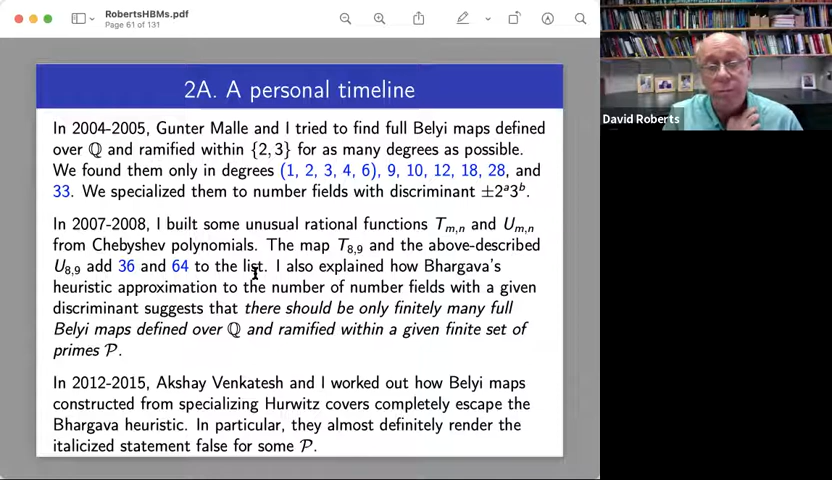 RobertsHBMs.pdf
Page 61 of 131
David Roberts
2A. A personal timeline
In 2004-2005, Gunter Malle and I tried to find full Belyi maps defined
over ℚ and ramified within {2, 3} for as many degrees as possible.
We found them only in degrees (1, 2, 3, 4, 6), 9, 10, 12, 18, 28, and
33. We specialized them to number fields with discriminant ±2ᵃ3ᵇ.
In 2007-2008, I built some unusual rational functions Tₘ,ₙ and Uₘ,ₙ
from Chebyshev polynomials. The map T₈,₉ and the above-described
U₈,₉ add 36 and 64 to the list. I also explained how Bhargava's
heuristic approximation to the number of number fields with a given
discriminant suggests that there should be only finitely many full
Belyi maps defined over ℚ and ramified within a given finite set of
primes 𝒫.
In 2012-2015, Akshay Venkatesh and I worked out how Belyi maps
constructed from specializing Hurwitz covers completely escape the
Bhargava heuristic. In particular, they almost definitely render the
italicized statement false for some 𝒫.